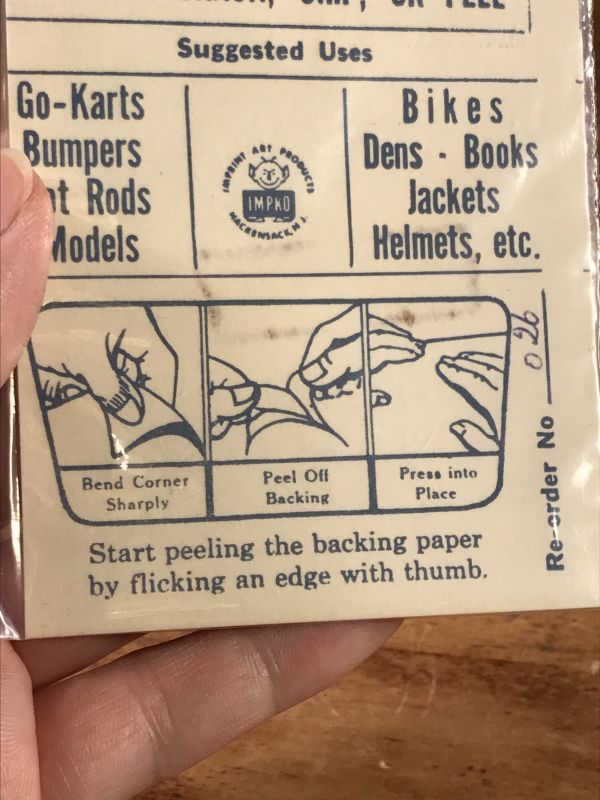 OR PEEL
Suggested Uses
Go-Karts
Bumpers
Rods
Models
IMPRINT ART PRODUCTS
IMPKO
HACKENSACK, N.J.
Bikes
Dens - Books
Jackets
Helmets, etc.
Bend Corner
Sharply
Peel Off
Backing
Press into
Place
Start peeling the backing paper
by flicking an edge with thumb.
Re-order No 026